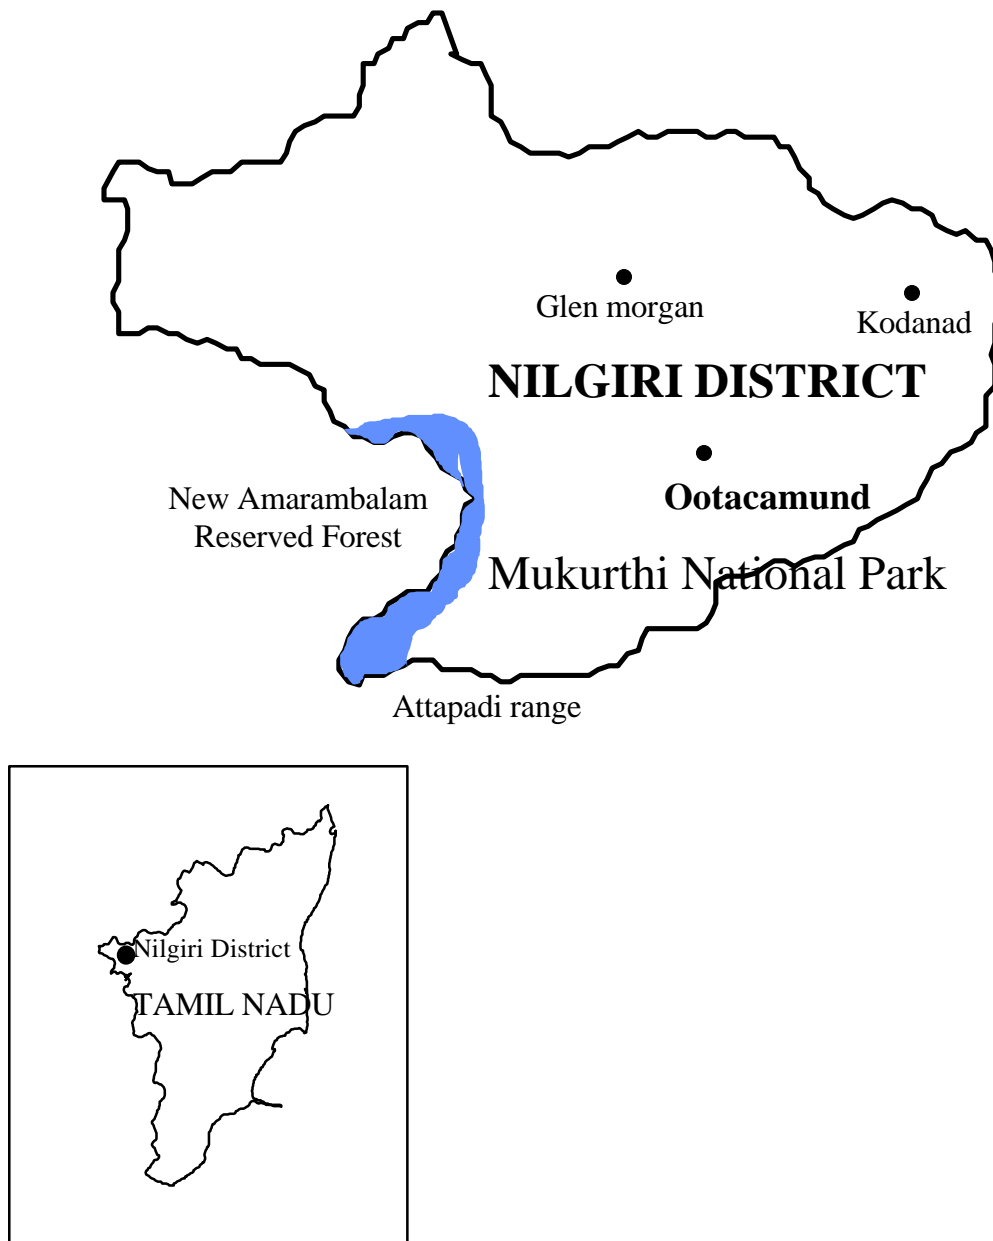 Glen morgan
Kodanad
NILGIRI DISTRICT
Ootacamund
New Amarambalam
Reserved Forest
Mukurthi National Park
Attapadi range
Nilgiri District
TAMIL NADU